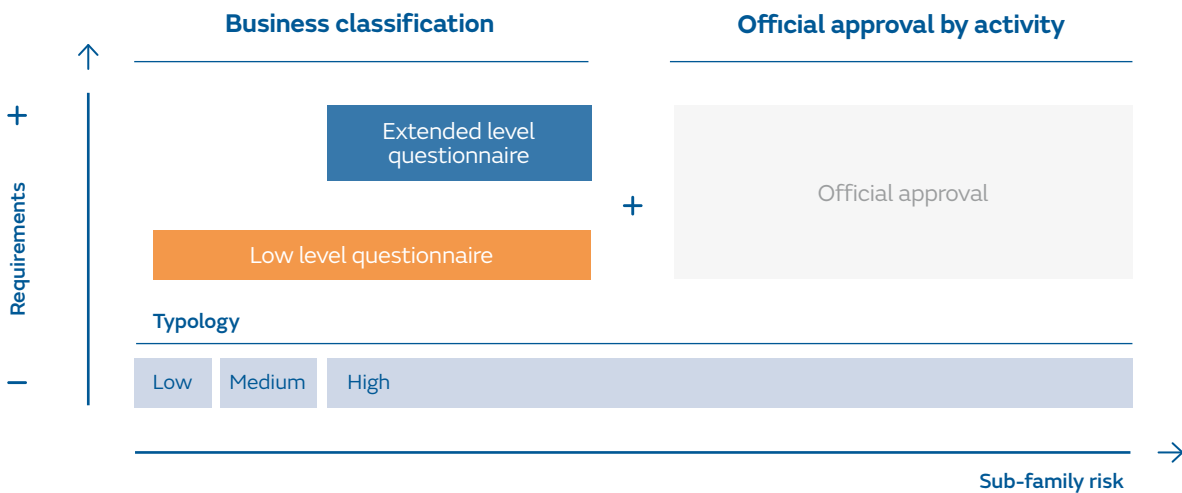 Business classification
Official approval by activity
+
Requirements
−
Extended level
questionnaire
+
Official approval
Low level questionnaire
Typology
Low
Medium
High
Sub-family risk